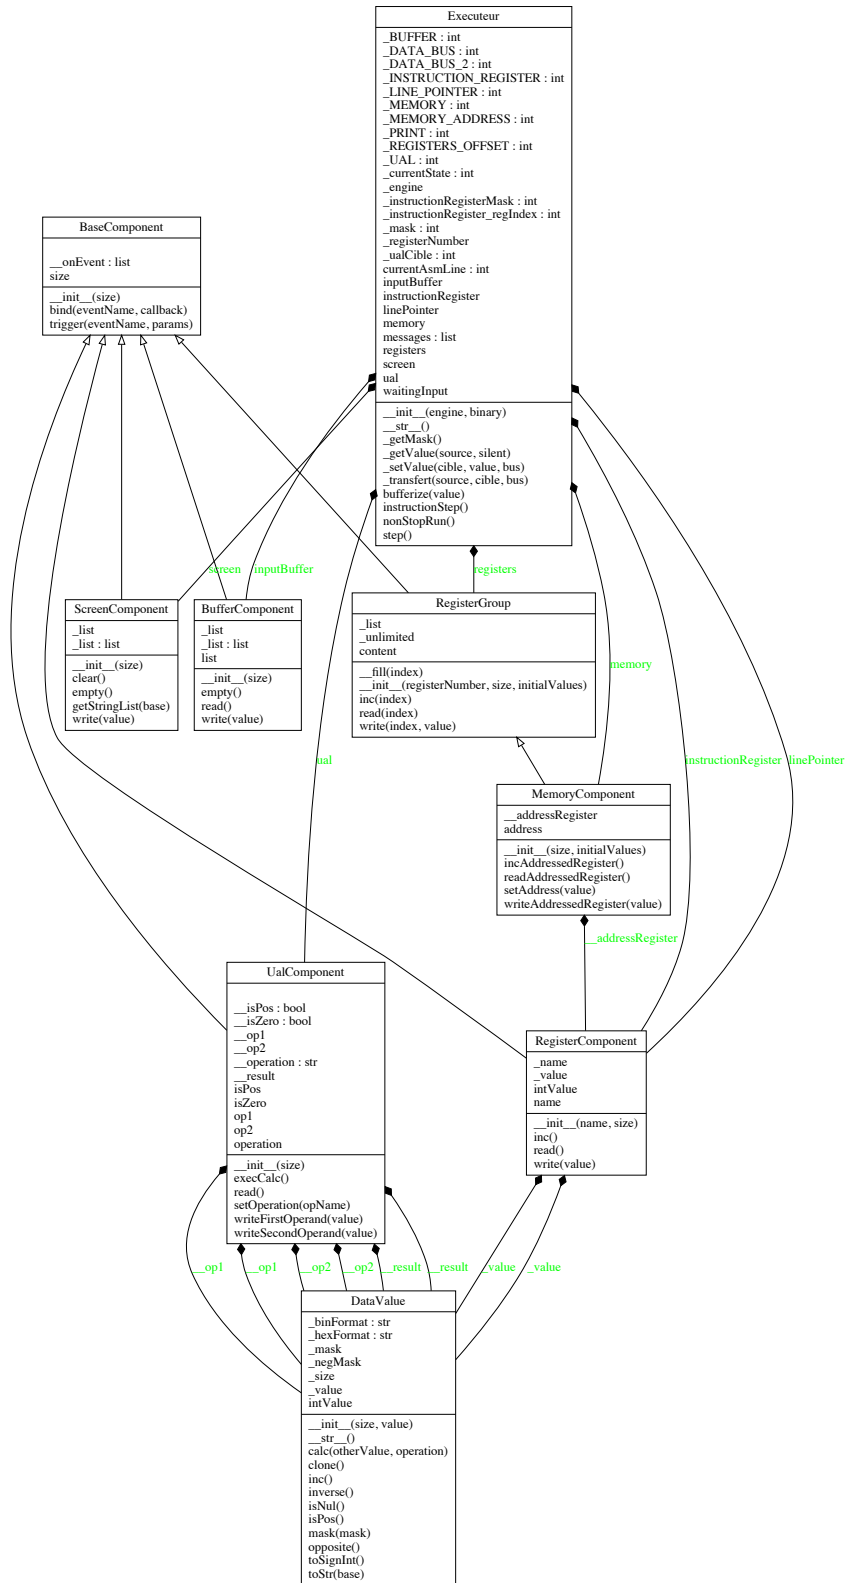 Executeur
_BUFFER : int
_DATA_BUS : int
_DATA_BUS_2 : int
_INSTRUCTION_REGISTER : int
_LINE_POINTER : int
_MEMORY : int
_MEMORY_ADDRESS : int
_PRINT : int
_REGISTERS_OFFSET : int
_UAL : int
_currentState : int
_engine
_instructionRegisterMask : int
_instructionRegister_regIndex : int
_mask : int
_registerNumber
_ualCible : int
currentAsmLine : int
inputBuffer
instructionRegister
linePointer
memory
messages : list
registers
screen
ual
waitingInput
__init__(engine, binary)
__str__()
_getMask()
_getValue(source, silent)
_setValue(cible, value, bus)
_transfert(source, cible, bus)
bufferize(value)
instructionStep()
nonStopRun()
step()
BaseComponent
__onEvent : list
size
__init__(size)
bind(eventName, callback)
trigger(eventName, params)
screen
inputBuffer
registers
ScreenComponent
_list
_list : list
__init__(size)
clear()
empty()
getStringList(base)
write(value)
BufferComponent
_list
_list : list
list
__init__(size)
empty()
read()
write(value)
RegisterGroup
_list
_unlimited
content
__fill(index)
__init__(registerNumber, size, initialValues)
inc(index)
read(index)
write(index, value)
memory
ual
instructionRegister
linePointer
MemoryComponent
__addressRegister
address
__init__(size, initialValues)
incAddressedRegister()
readAddressedRegister()
setAddress(value)
writeAddressedRegister(value)
__addressRegister
UalComponent
__isPos : bool
__isZero : bool
__op1
__op2
__operation : str
__result
isPos
isZero
op1
op2
operation
__init__(size)
execCalc()
read()
setOperation(opName)
writeFirstOperand(value)
writeSecondOperand(value)
RegisterComponent
_name
_value
intValue
name
__init__(name, size)
inc()
read()
write(value)
__op1
__op1
__op2
__op2
__result
__result
_value
_value
DataValue
_binFormat : str
_hexFormat : str
_mask
_negMask
_size
_value
intValue
__init__(size, value)
__str__()
calc(otherValue, operation)
clone()
inc()
inverse()
isNul()
isPos()
mask(mask)
opposite()
toSignInt()
toStr(base)